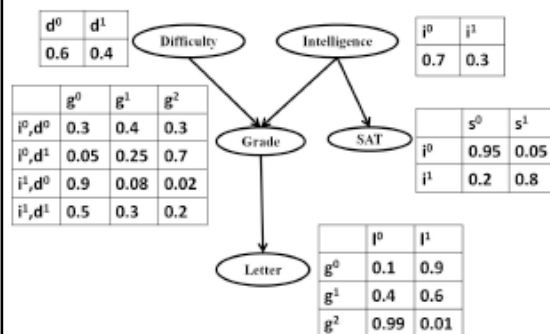 d⁰ d¹
0.6 0.4
Difficulty
Intelligence
i⁰ i¹
0.7 0.3
g⁰ g¹ g²
i⁰,d⁰ 0.3 0.4 0.3
i⁰,d¹ 0.05 0.25 0.7
i¹,d⁰ 0.9 0.08 0.02
i¹,d¹ 0.5 0.3 0.2
Grade
SAT
s⁰ s¹
i⁰ 0.95 0.05
i¹ 0.2 0.8
Letter
l⁰ l¹
g⁰ 0.1 0.9
g¹ 0.4 0.6
g² 0.99 0.01